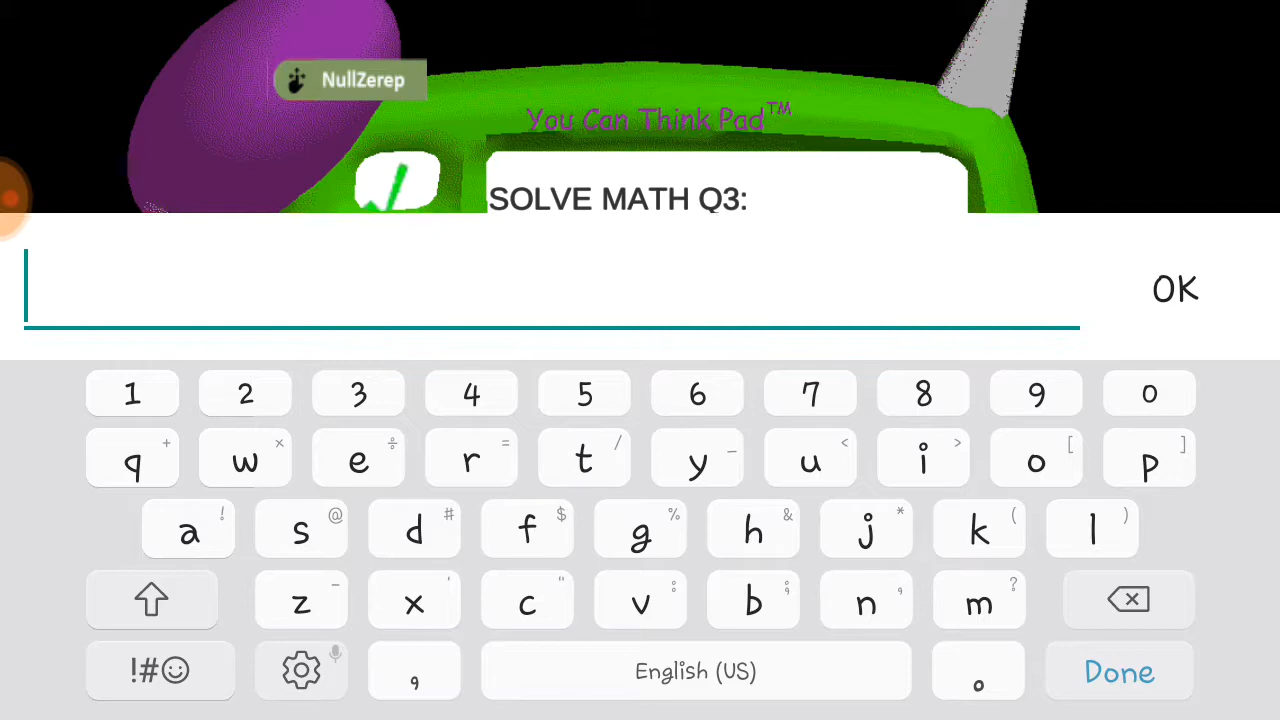 NullZerep
You Can Think Pad™
SOLVE MATH Q3:
OK
1 2 3 4 5 6 7 8 9 0
q + w × e ÷ r = t / y _ u < i > o [ p ]
a ! s @ d # f $ g % h & j * k ( l )
z - x ' c " v : b ; n , m ?
!#☺ , English (US) . Done